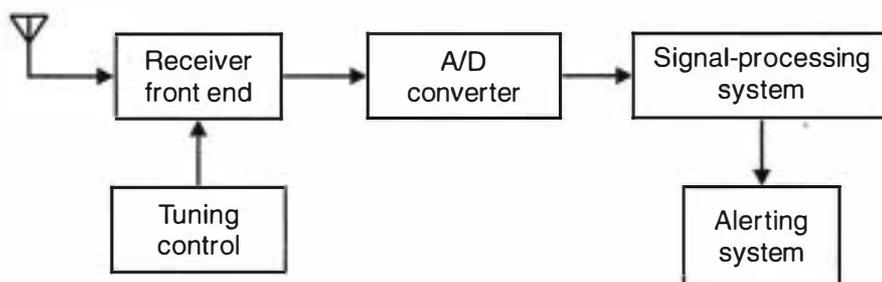 Receiver
front end
A/D
converter
Signal-processing
system
Tuning
control
Alerting
system